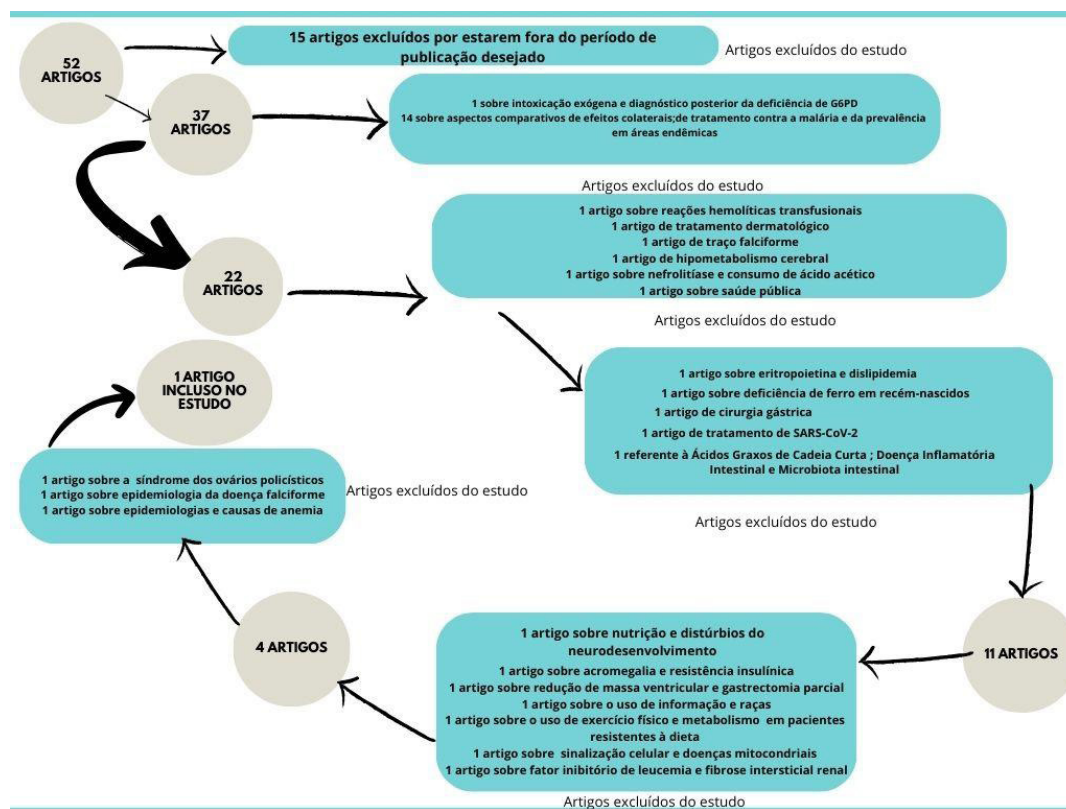 52
ARTIGOS
15 artigos excluídos por estarem fora do período de
publicação desejado
Artigos excluídos do estudo
37
ARTIGOS
1 sobre intoxicação exógena e diagnóstico posterior da deficiência de G6PD
14 sobre aspectos comparativos de efeitos colaterais;de tratamento contra a malária e da prevalência
em áreas endêmicas
Artigos excluídos do estudo
22
ARTIGOS
1 artigo sobre reações hemolíticas transfusionais
1 artigo de tratamento dermatológico
1 artigo de traço falciforme
1 artigo de hipometabolismo cerebral
1 artigo sobre nefrolitíase e consumo de ácido acético
1 artigo sobre saúde pública
Artigos excluídos do estudo
1 artigo sobre eritropoietina e dislipidemia
1 artigo sobre deficiência de ferro em recém-nascidos
1 artigo de cirurgia gástrica
1 artigo de tratamento de SARS-CoV-2
1 referente à Ácidos Graxos de Cadeia Curta ; Doença Inflamatória
Intestinal e Microbiota intestinal
Artigos excluídos do estudo
11 ARTIGOS
1 artigo sobre nutrição e distúrbios do
neurodesenvolvimento
1 artigo sobre acromegalia e resistência insulínica
1 artigo sobre redução de massa ventricular e gastrectomia parcial
1 artigo sobre o uso de informação e raças
1 artigo sobre o uso de exercício físico e metabolismo em pacientes
resistentes à dieta
1 artigo sobre sinalização celular e doenças mitocondriais
1 artigo sobre fator inibitório de leucemia e fibrose intersticial renal
Artigos excluídos do estudo
4 ARTIGOS
1 artigo sobre a síndrome dos ovários policísticos
1 artigo sobre epidemiologia da doença falciforme
1 artigo sobre epidemiologias e causas de anemia
Artigos excluídos do estudo
1 ARTIGO
INCLUSO NO
ESTUDO